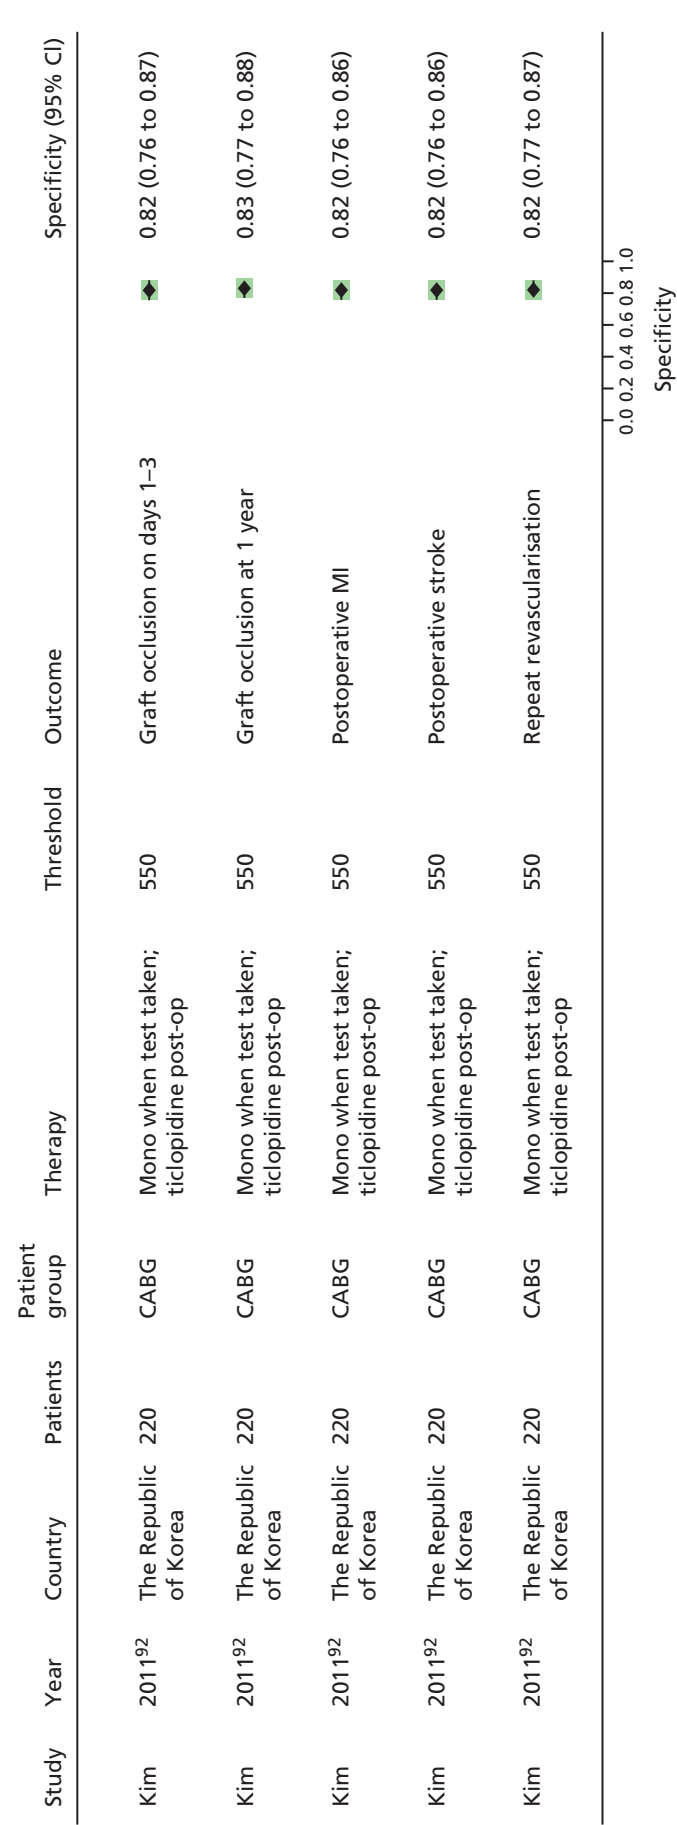 Study Year Country Patients Patient group Therapy Threshold Outcome Specificity (95% CI)
Kim 2011⁹² The Republic of Korea 220 CABG Mono when test taken; ticlopidine post-op 550 Graft occlusion on days 1–3 0.82 (0.76 to 0.87)
Kim 2011⁹² The Republic of Korea 220 CABG Mono when test taken; ticlopidine post-op 550 Graft occlusion at 1 year 0.83 (0.77 to 0.88)
Kim 2011⁹² The Republic of Korea 220 CABG Mono when test taken; ticlopidine post-op 550 Postoperative MI 0.82 (0.76 to 0.86)
Kim 2011⁹² The Republic of Korea 220 CABG Mono when test taken; ticlopidine post-op 550 Postoperative stroke 0.82 (0.76 to 0.86)
Kim 2011⁹² The Republic of Korea 220 CABG Mono when test taken; ticlopidine post-op 550 Repeat revascularisation 0.82 (0.77 to 0.87)
0.0 0.2 0.4 0.6 0.8 1.0
Specificity